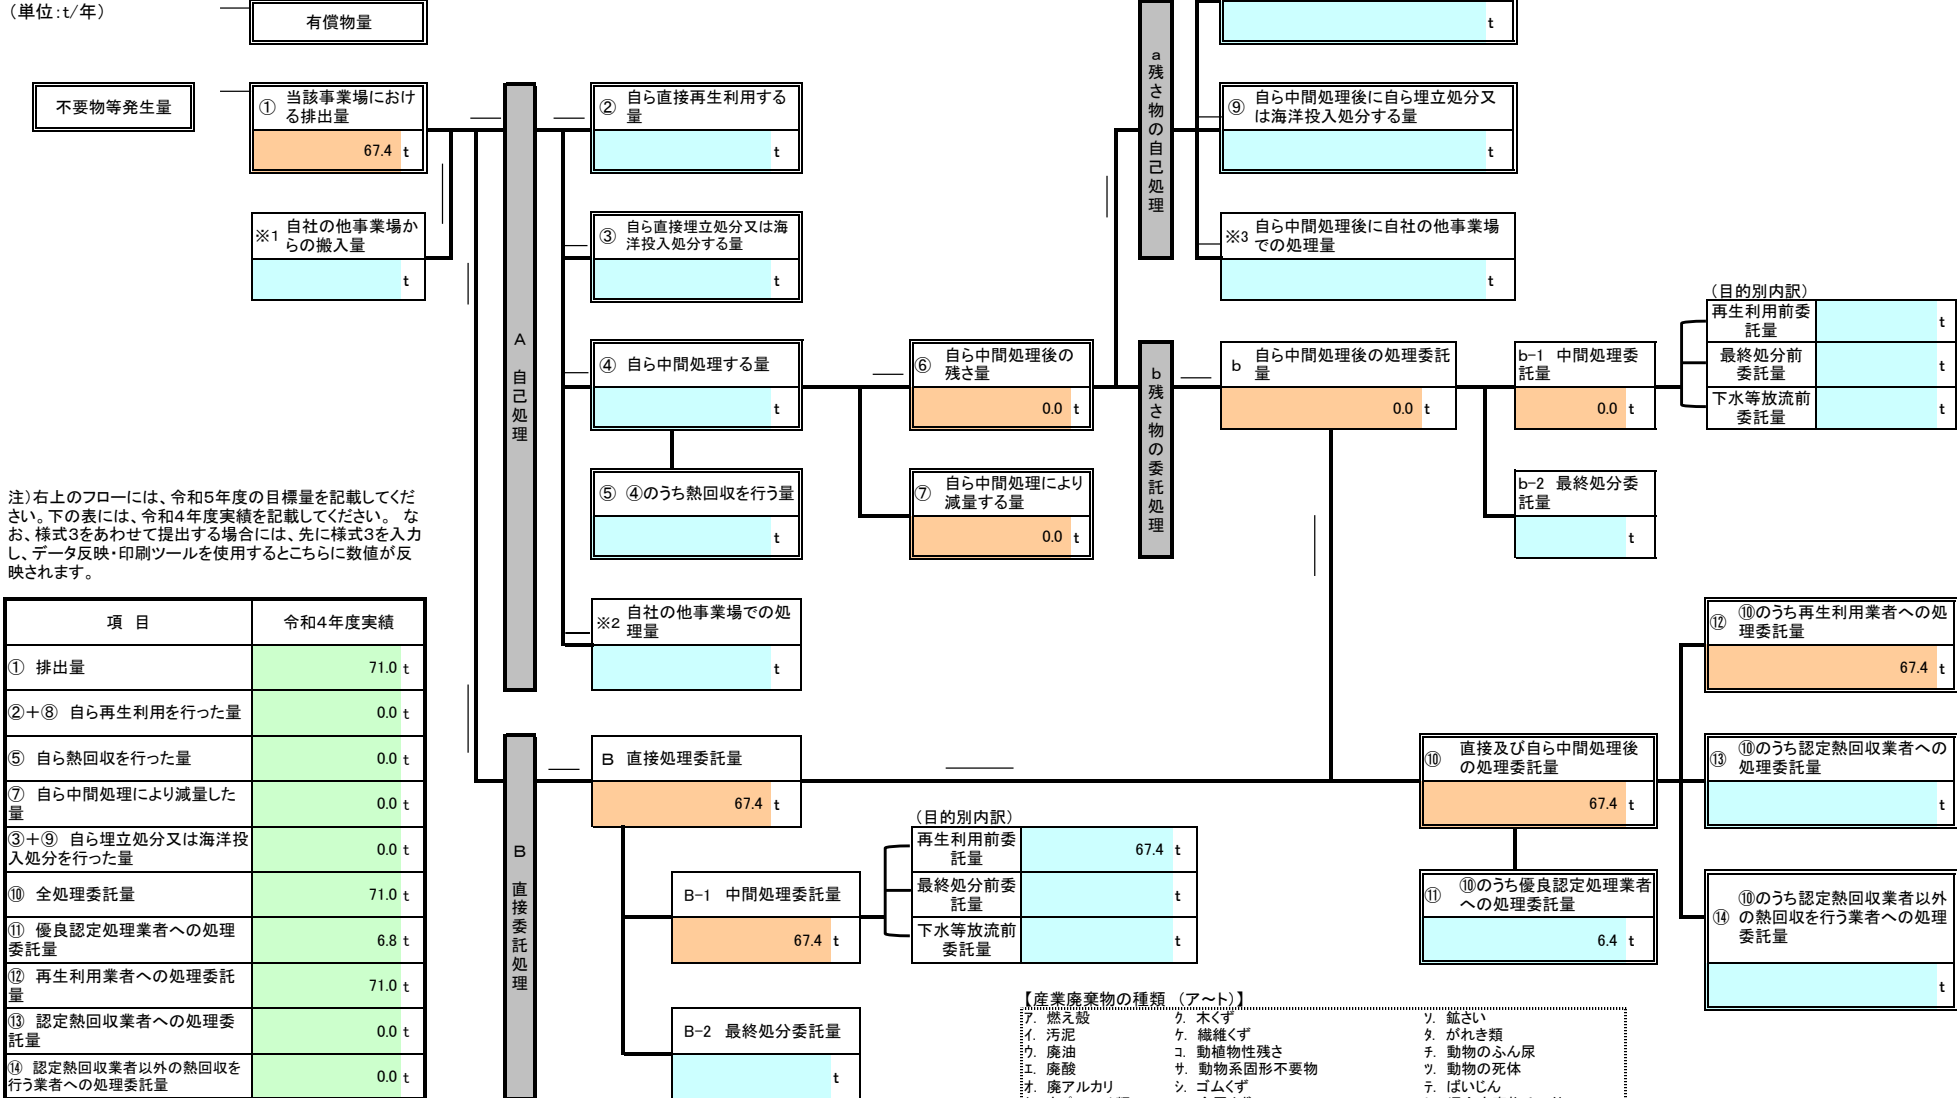 （単位：ｔ/年）
有償物量
t
不要物等発生量
① 当該事業場におけ
る排出量
67.4 t
② 自ら直接再生利用する
量
t
a残さ物の自己処理
⑨ 自ら中間処理後に自ら埋立処分又
は海洋投入処分する量
t
※1 自社の他事業場か
らの搬入量
t
③ 自ら直接埋立処分又は海
洋投入処分する量
t
※3 自ら中間処理後に自社の他事業場
での処理量
t
A 自己処理
④ 自ら中間処理する量
t
⑥ 自ら中間処理後の
残さ量
0.0 t
b残さ物の委託処理
b 自ら中間処理後の処理委託
量
0.0 t
b-1 中間処理委
託量
0.0 t
（目的別内訳）
再生利用前委
託量
t
最終処分前
委託量
t
下水等放流前
委託量
t
⑤ ④のうち熱回収を行う量
t
⑦ 自ら中間処理により
減量する量
0.0 t
b-2 最終処分委
託量
t
注）右上のフローには、令和５年度の目標量を記載してくだ
さい。下の表には、令和４年度実績を記載してください。 な
お、様式３をあわせて提出する場合には、先に様式３を入力
し、データ反映・印刷ツールを使用するとこちらに数値が反
映されます。
※2 自社の他事業場での処
理量
t
項 目 令和４年度実績
① 排出量 71.0 t
②＋⑧ 自ら再生利用を行った量 0.0 t
⑤ 自ら熱回収を行った量 0.0 t
⑦ 自ら中間処理により減量した
量 0.0 t
③＋⑨ 自ら埋立処分又は海洋投
入処分を行った量 0.0 t
⑩ 全処理委託量 71.0 t
⑪ 優良認定処理業者への処理
委託量 6.8 t
⑫ 再生利用業者への処理委託
量 71.0 t
⑬ 認定熱回収業者への処理委
託量 0.0 t
⑭ 認定熱回収業者以外の熱回収を
行う業者への処理委託量 0.0 t
B 直接委託処理
B 直接処理委託量
67.4 t
B-1 中間処理委託量
67.4 t
B-2 最終処分委託量
t
（目的別内訳）
再生利用前委
託量
67.4 t
最終処分前委
託量
t
下水等放流前
委託量
t
⑩ 直接及び自ら中間処理後
の処理委託量
67.4 t
⑪ ⑩のうち優良認定処理業者
への処理委託量
6.4 t
⑫ ⑩のうち再生利用業者への処
理委託量
67.4 t
⑬ ⑩のうち認定熱回収業者への
処理委託量
t
⑭ ⑩のうち認定熱回収業者以外
の熱回収を行う業者への処理
委託量
t
【産業廃棄物の種類 （ア～ト）】
ア. 燃え殻 ク. 木くず ソ. 鉱さい
イ. 汚泥 ケ. 繊維くず タ. がれき類
ウ. 廃油 コ. 動植物性残さ チ. 動物のふん尿
エ. 廃酸 サ. 動物系固形不要物 ツ. 動物の死体
オ. 廃アルカリ シ. ゴムくず テ. ばいじん